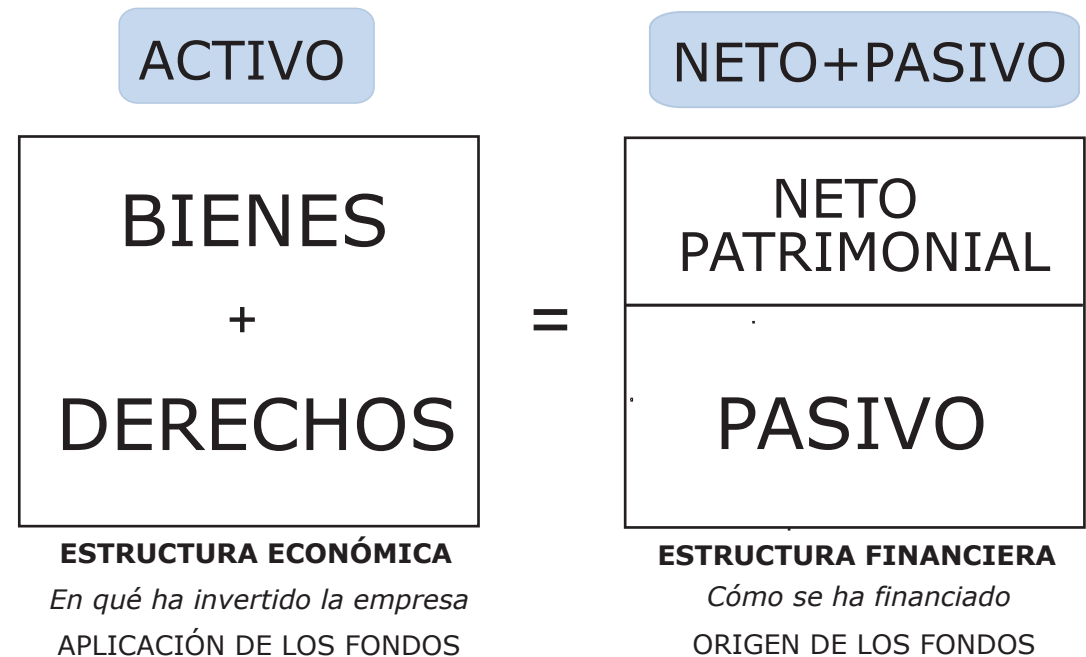 ACTIVO
BIENES
+
DERECHOS
ESTRUCTURA ECONÓMICA
En qué ha invertido la empresa
APLICACIÓN DE LOS FONDOS
=
NETO+PASIVO
NETO
PATRIMONIAL
PASIVO
ESTRUCTURA FINANCIERA
Cómo se ha financiado
ORIGEN DE LOS FONDOS